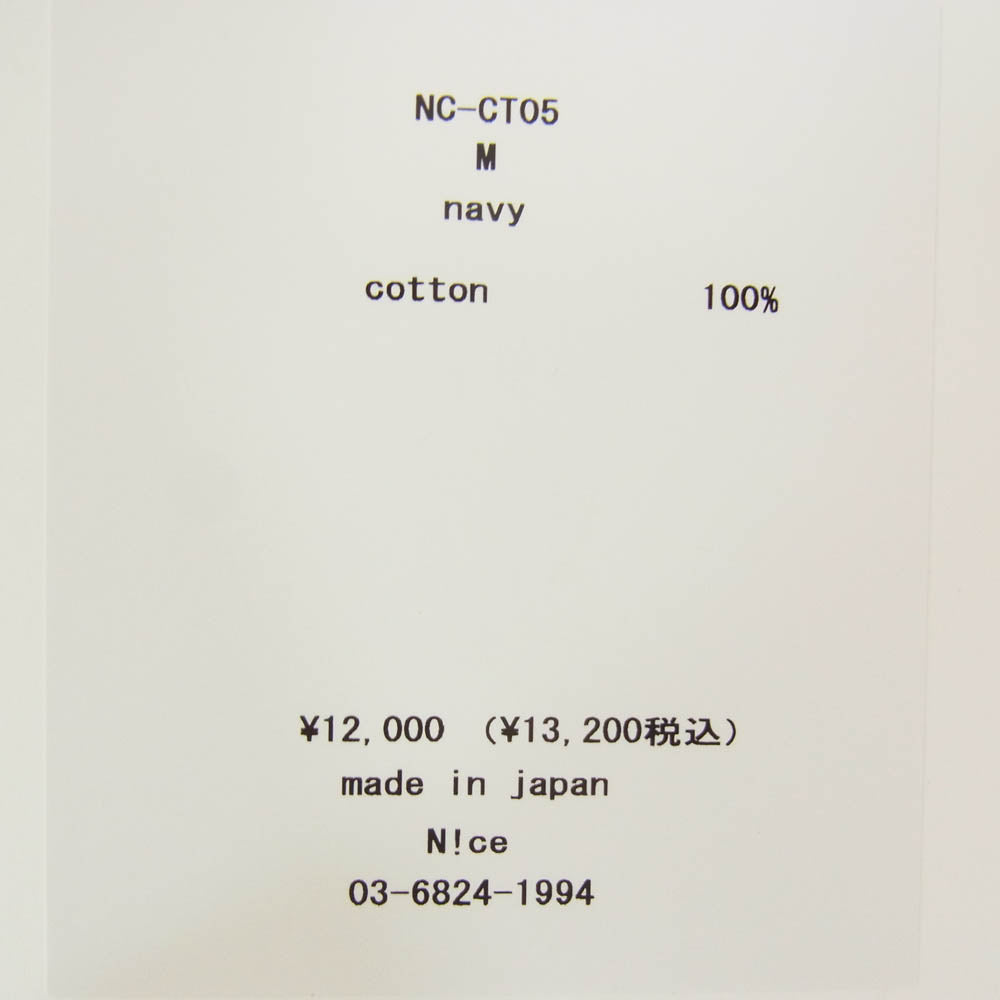 NC-CT05
M
navy
cotton 100%
¥12,000 (¥13,200税込)
made in japan
N!ce
03-6824-1994